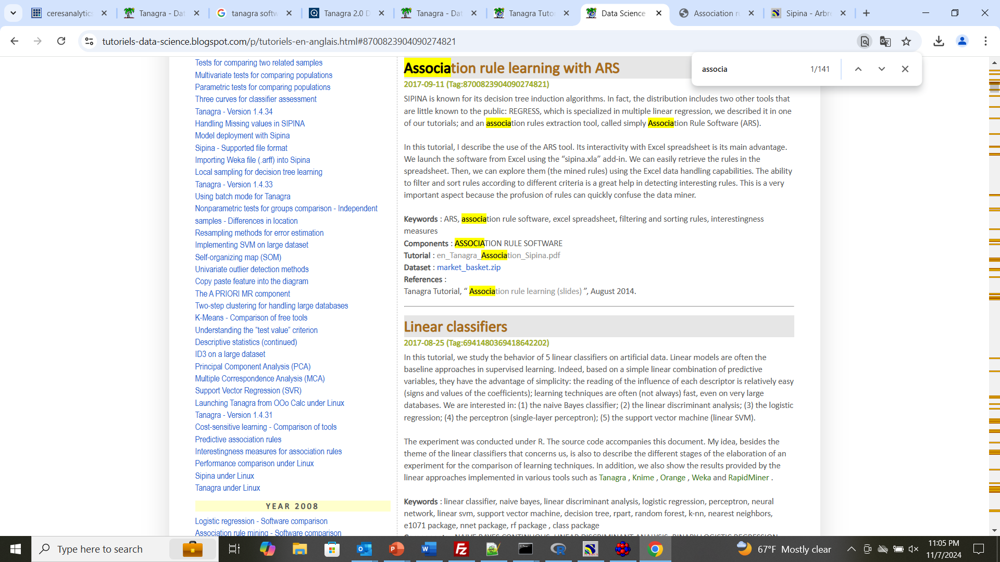 ceresanalytics
Tanagra - Dat
tanagra softw
Tanagra 2.0 D
Tanagra - Dat
Tanagra Tuto
Data Science
Association ru
Sipina - Arbre
tutoriels-data-science.blogspot.com/p/tutoriels-en-anglais.html#8700823904090274821
associa 1/141
Tests for comparing two related samples
Multivariate tests for comparing populations
Parametric tests for comparing populations
Three curves for classifier assessment
Tanagra - Version 1.4.34
Handling Missing values in SIPINA
Model deployment with Sipina
Sipina - Supported file format
Importing Weka file (.arff) into Sipina
Local sampling for decision tree learning
Tanagra - Version 1.4.33
Using batch mode for Tanagra
Nonparametric tests for groups comparison - Independent
samples - Differences in location
Resampling methods for error estimation
Implementing SVM on large dataset
Self-organizing map (SOM)
Univariate outlier detection methods
Copy paste feature into the diagram
The A PRIORI MR component
Two-step clustering for handling large databases
K-Means - Comparison of free tools
Understanding the “test value” criterion
Descriptive statistics (continued)
ID3 on a large dataset
Principal Component Analysis (PCA)
Multiple Correspondence Analysis (MCA)
Support Vector Regression (SVR)
Launching Tanagra from OOo Calc under Linux
Tanagra - Version 1.4.31
Cost-sensitive learning - Comparison of tools
Predictive association rules
Interestingness measures for association rules
Performance comparison under Linux
Sipina under Linux
Tanagra under Linux
YEAR 2008
Logistic regression - Software comparison
Association rule mining - Software comparison
Association rule learning with ARS
2017-09-11 (Tag:8700823904090274821)
SIPINA is known for its decision tree induction algorithms. In fact, the distribution includes two other tools that
are little known to the public: REGRESS, which is specialized in multiple linear regression, we described it in one
of our tutorials; and an association rules extraction tool, called simply Association Rule Software (ARS).
In this tutorial, I describe the use of the ARS tool. Its interactivity with Excel spreadsheet is its main advantage.
We launch the software from Excel using the “sipina.xla” add-in. We can easily retrieve the rules in the
spreadsheet. Then, we can explore them (the mined rules) using the Excel data handling capabilities. The ability
to filter and sort rules according to different criteria is a great help in detecting interesting rules. This is a very
important aspect because the profusion of rules can quickly confuse the data miner.
Keywords : ARS, association rule software, excel spreadsheet, filtering and sorting rules, interestingness
measures
Components : ASSOCIATION RULE SOFTWARE
Tutorial : en_Tanagra_Association_Sipina.pdf
Dataset : market_basket.zip
References :
Tanagra Tutorial, “ Association rule learning (slides) ”, August 2014.
Linear classifiers
2017-08-25 (Tag:6941480369418642202)
In this tutorial, we study the behavior of 5 linear classifiers on artificial data. Linear models are often the
baseline approaches in supervised learning. Indeed, based on a simple linear combination of predictive
variables, they have the advantage of simplicity: the reading of the influence of each descriptor is relatively easy
(signs and values of the coefficients); learning techniques are often (not always) fast, even on very large
databases. We are interested in: (1) the naive Bayes classifier; (2) the linear discriminant analysis; (3) the logistic
regression; (4) the perceptron (single-layer perceptron); (5) the support vector machine (linear SVM).
The experiment was conducted under R. The source code accompanies this document. My idea, besides the
theme of the linear classifiers that concerns us, is also to describe the different stages of the elaboration of an
experiment for the comparison of learning techniques. In addition, we also show the results provided by the
linear approaches implemented in various tools such as Tanagra , Knime , Orange , Weka and RapidMiner .
Keywords : linear classifier, naive bayes, linear discriminant analysis, logistic regression, perceptron, neural
network, linear svm, support vector machine, decision tree, rpart, random forest, k-nn, nearest neighbors,
e1071 package, nnet package, rf package , class package
Components : NAIVE BAYES CONTINUOUS, LINEAR DISCRIMINANT ANALYSIS, BINARY LOGISTIC REGRESSION,
Type here to search
67°F Mostly clear
11:05 PM
11/7/2024